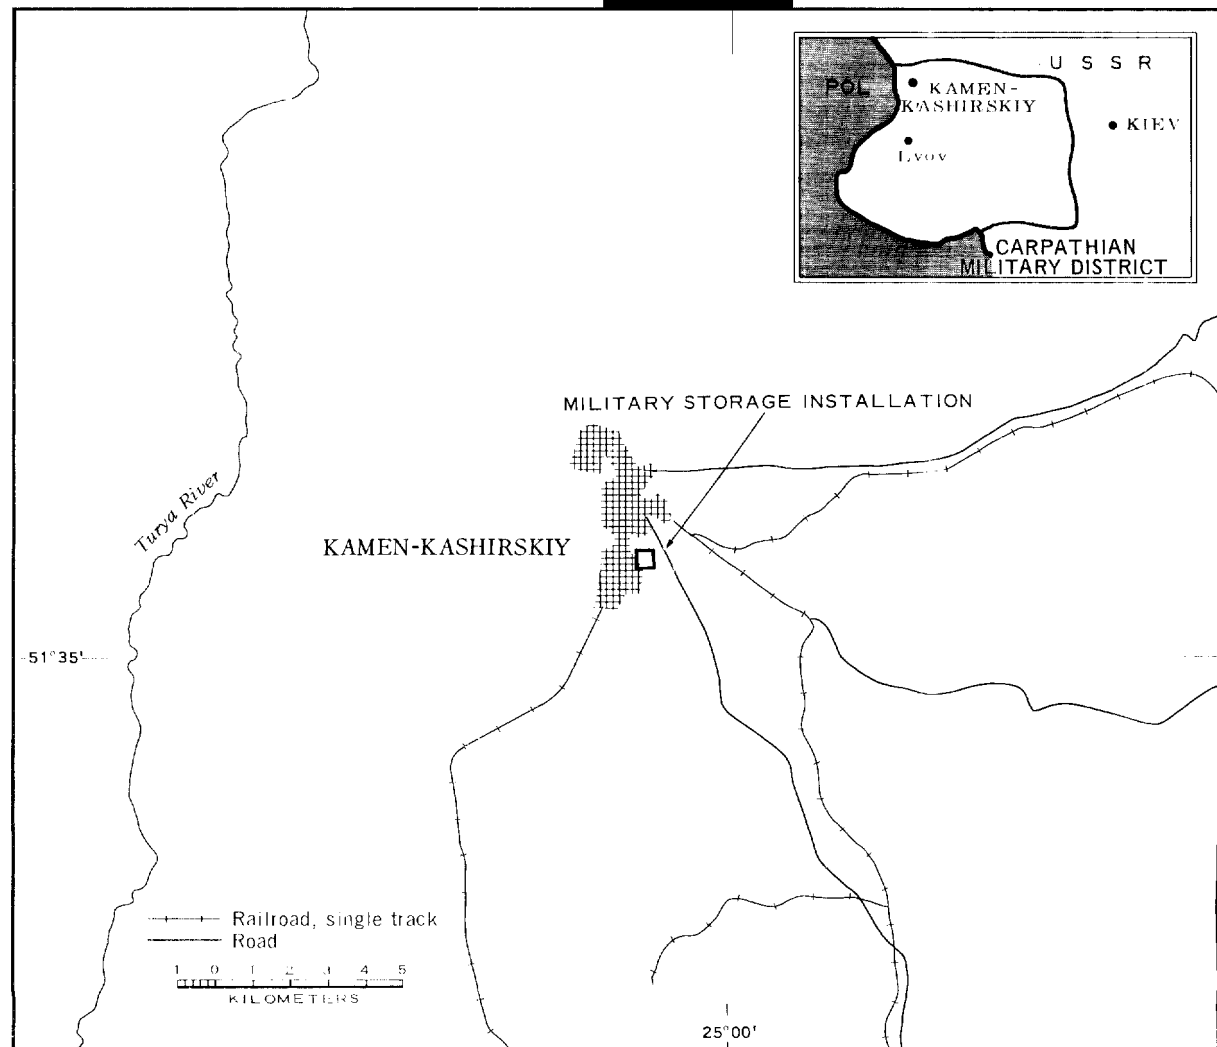 U S S R
POL
KAMEN-
KASHIRSKIY
KIEV
Lvov
CARPATHIAN
MILITARY DISTRICT
MILITARY STORAGE INSTALLATION
Turya River
KAMEN-KASHIRSKIY
51°35'
Railroad, single track
Road
1 0 1 2 3 4 5
KILOMETERS
25°00'